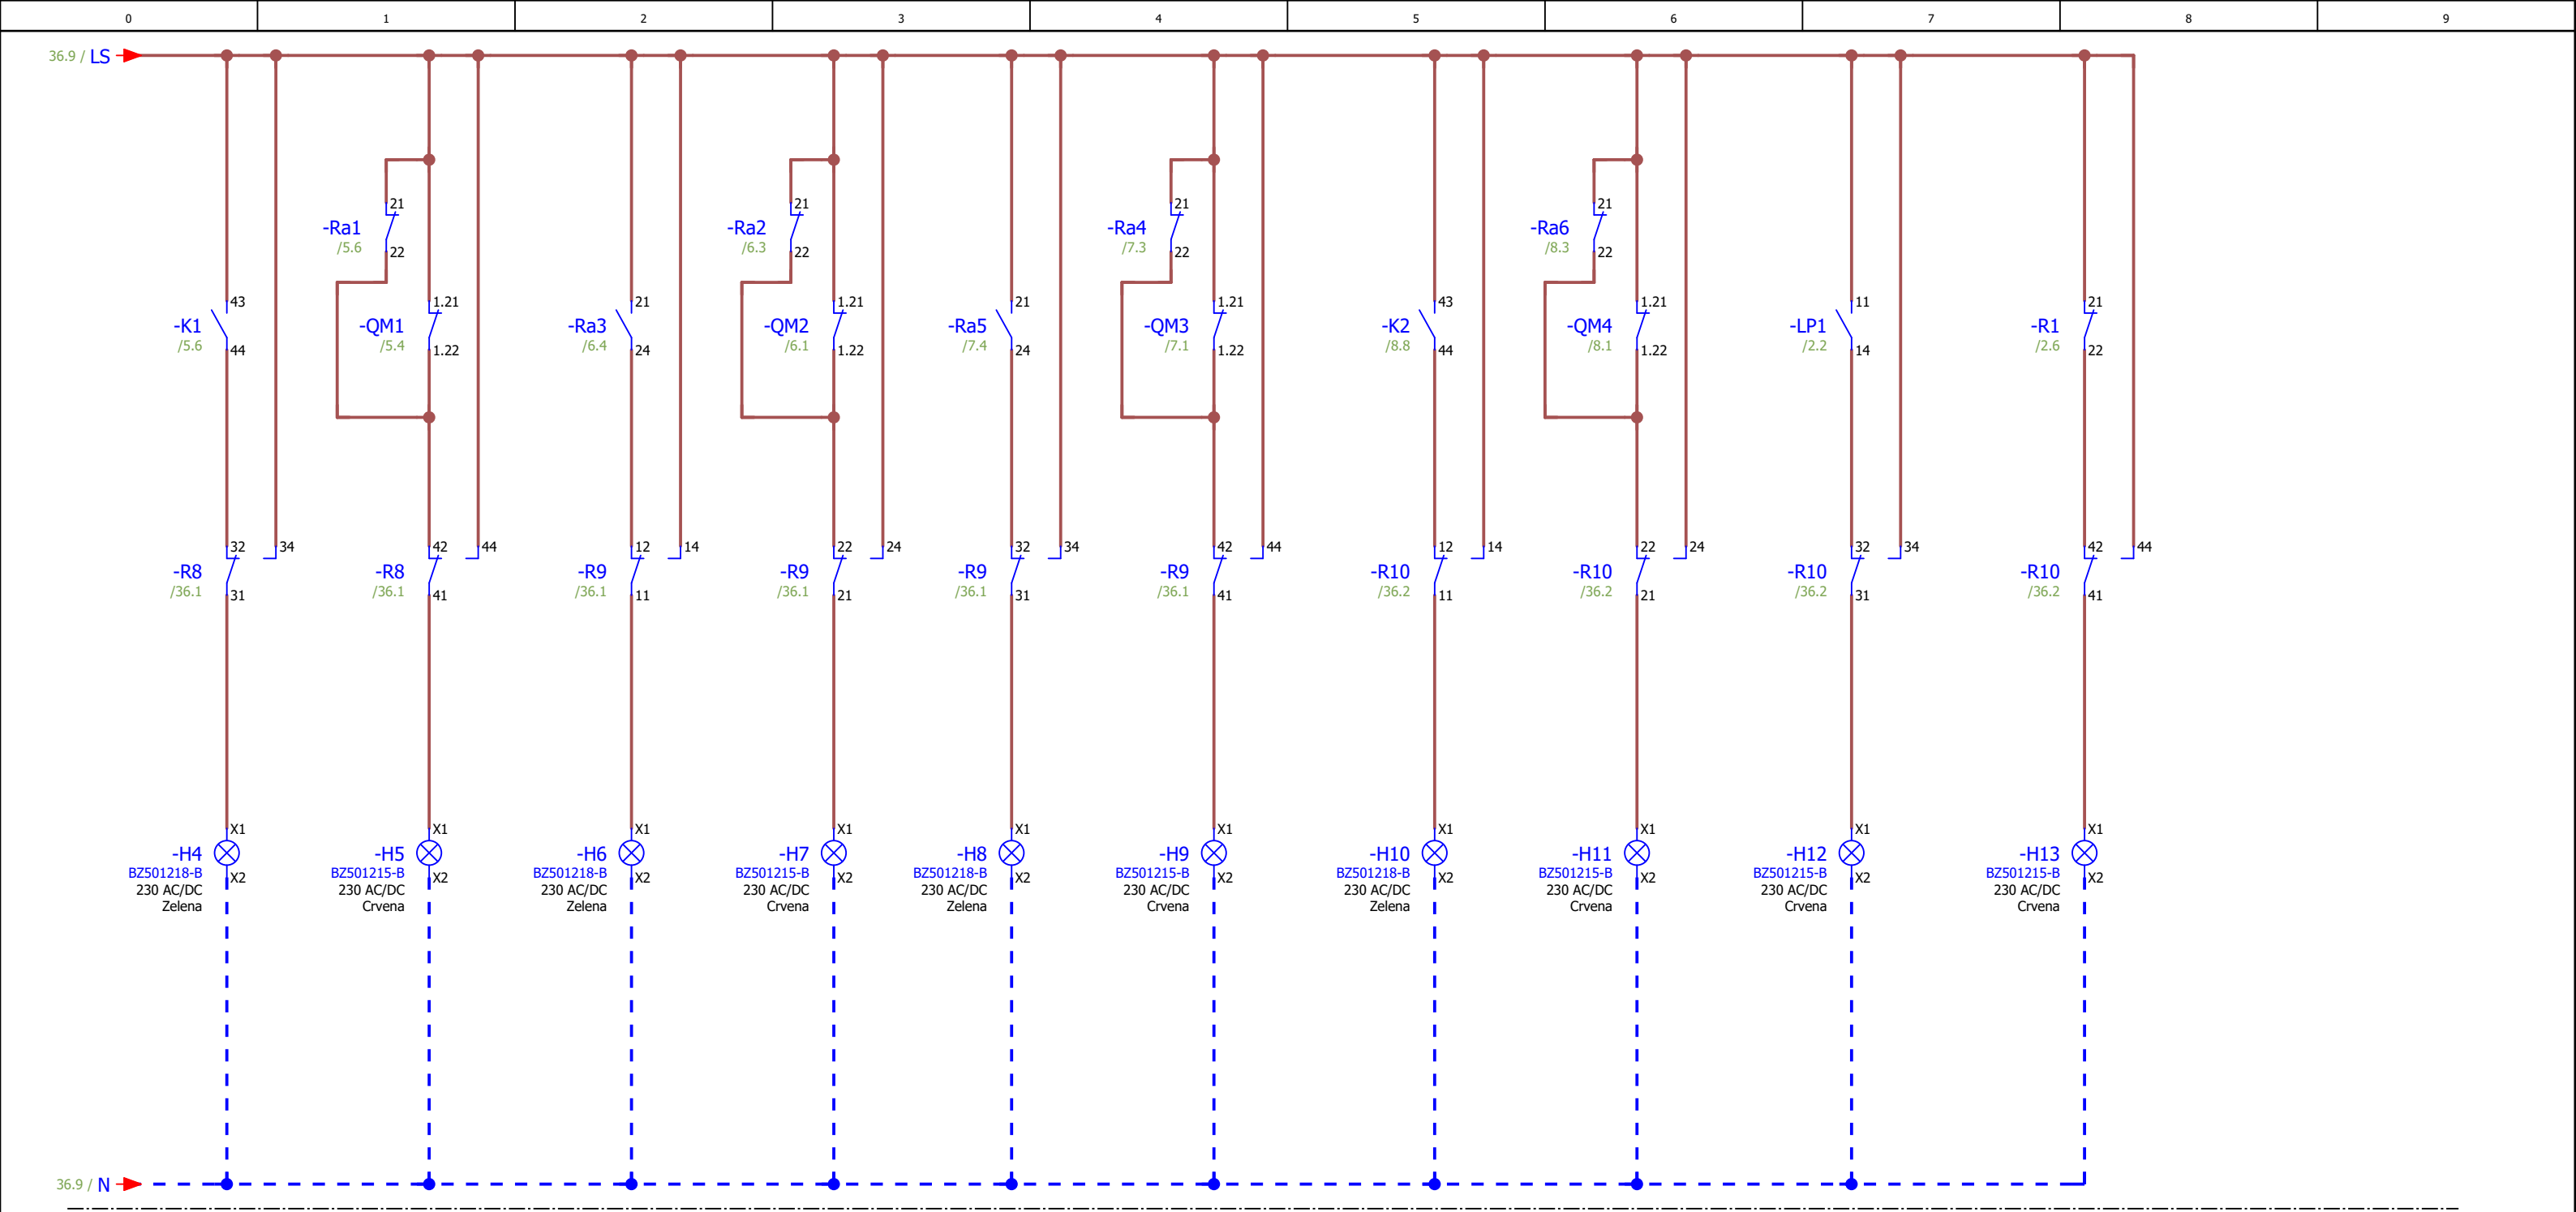 0 1 2 3 4 5 6 7 8 9
36.9 / LS
21 21 21 21
-Ra1 -Ra2 -Ra4 -Ra6
/5.6 /6.3 /7.3 /8.3
22 22 22 22
43 1.21 21 1.21 21 1.21 43 1.21 11 21
-K1 -QM1 -Ra3 -QM2 -Ra5 -QM3 -K2 -QM4 -LP1 -R1
/5.6 /5.4 /6.4 /6.1 /7.4 /7.1 /8.8 /8.1 /2.2 /2.6
44 1.22 24 1.22 24 1.22 44 1.22 14 22
32 34 42 44 12 14 22 24 32 34 42 44 12 14 22 24 32 34 42 44
-R8 -R8 -R9 -R9 -R9 -R9 -R10 -R10 -R10 -R10
/36.1 /36.1 /36.1 /36.1 /36.1 /36.1 /36.2 /36.2 /36.2 /36.2
31 41 11 21 31 41 11 21 31 41
X1 X1 X1 X1 X1 X1 X1 X1 X1 X1
-H4 -H5 -H6 -H7 -H8 -H9 -H10 -H11 -H12 -H13
BZ501218-B BZ501215-B BZ501218-B BZ501215-B BZ501218-B BZ501215-B BZ501218-B BZ501215-B BZ501215-B BZ501215-B
X2 X2 X2 X2 X2 X2 X2 X2 X2 X2
230 AC/DC 230 AC/DC 230 AC/DC 230 AC/DC 230 AC/DC 230 AC/DC 230 AC/DC 230 AC/DC 230 AC/DC 230 AC/DC
Zelena Crvena Zelena Crvena Zelena Crvena Zelena Crvena Crvena Crvena
36.9 / N